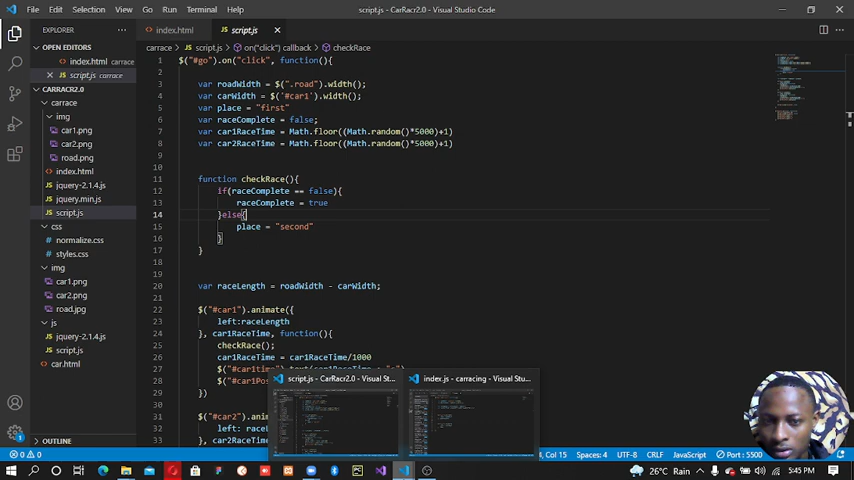 File Edit Selection View Go Run Terminal Help
script.js - CarRacr2.0 - Visual Studio Code
EXPLORER
index.html
script.js
carrace > script.js > on("click") callback > checkRace
OPEN EDITORS
index.html carrace
script.js carrace
CARRACR2.0
carrace
img
car1.png
car2.png
road.png
index.html
jquery-2.1.4.js
jquery.min.js
script.js
css
normalize.css
styles.css
img
car1.png
car2.png
road.jpg
js
jquery-2.1.4.js
script.js
car.html
OUTLINE
1 $("#go").on("click", function(){
2
3 var roadWidth = $(".road").width();
4 var carWidth = $('#car1').width();
5 var place = "first"
6 var raceComplete = false;
7 var car1RaceTime = Math.floor((Math.random()*5000)+1)
8 var car2RaceTime = Math.floor((Math.random()*5000)+1)
9
10
11 function checkRace(){
12 if(raceComplete == false){
13 raceComplete = true
14 }else{
15 place = "second"
16 }
17 }
18
19
20 var raceLength = roadWidth - carWidth;
21
22 $("#car1").animate({
23 left:raceLength
24 }, car1RaceTime, function(){
25 checkRace();
26 car1RaceTime = car1RaceTime/1000
27 $("#car1time").text(car1RaceTime + "s")
28 $("#car1Pos
29 })
30
31 $("#car2").animate({
32 left: race
33 }, car2RaceTime
script.js - CarRacr2.0 - Visual St...
index.js - carracing - Visual Stu...
0 0
Col 15 Spaces: 4 UTF-8 CRLF JavaScript Port : 5500
26°C Rain 5:45 PM